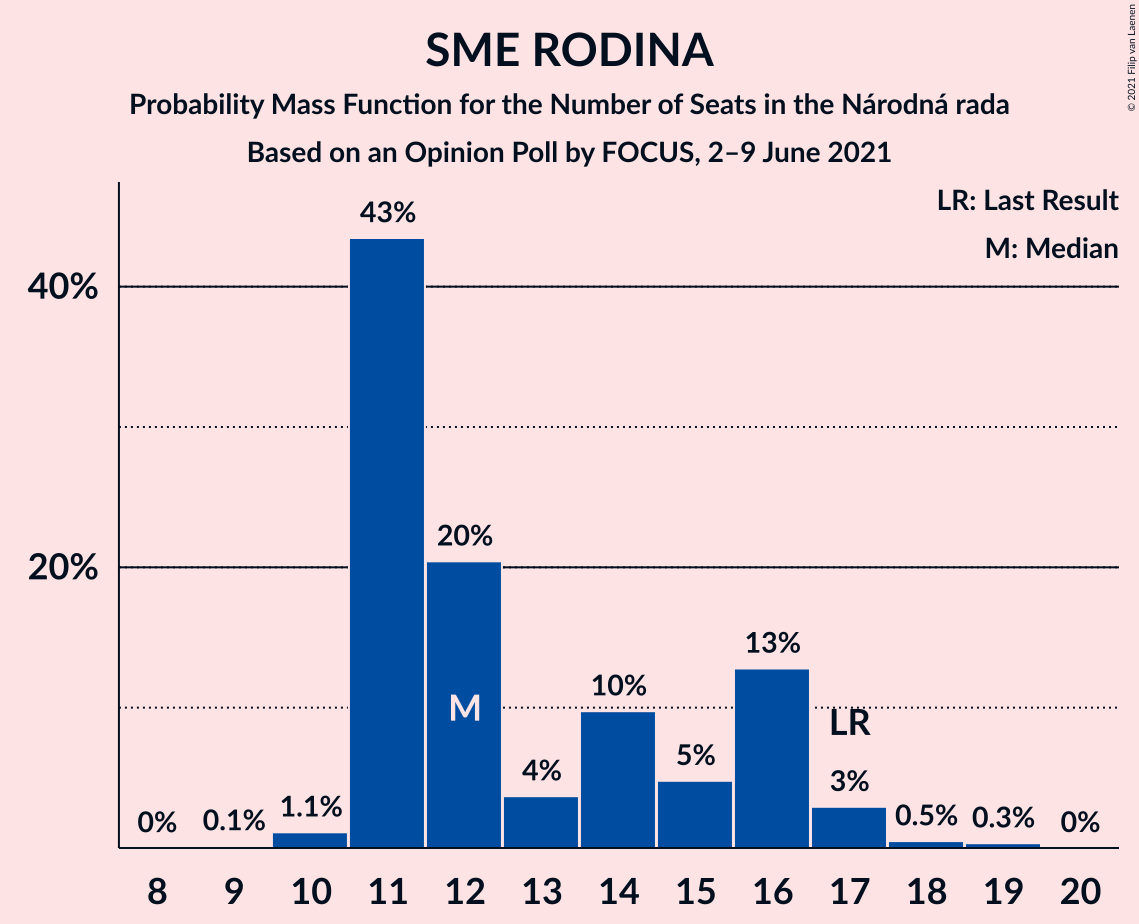 SME RODINA
Probability Mass Function for the Number of Seats in the Národná rada
Based on an Opinion Poll by FOCUS, 2–9 June 2021
© 2021 Filip van Laenen
LR: Last Result
M: Median
40%
20%
0%
0.1%
1.1%
43%
20%
4%
10%
5%
13%
3%
0.5%
0.3%
0%
M
LR
8 9 10 11 12 13 14 15 16 17 18 19 20